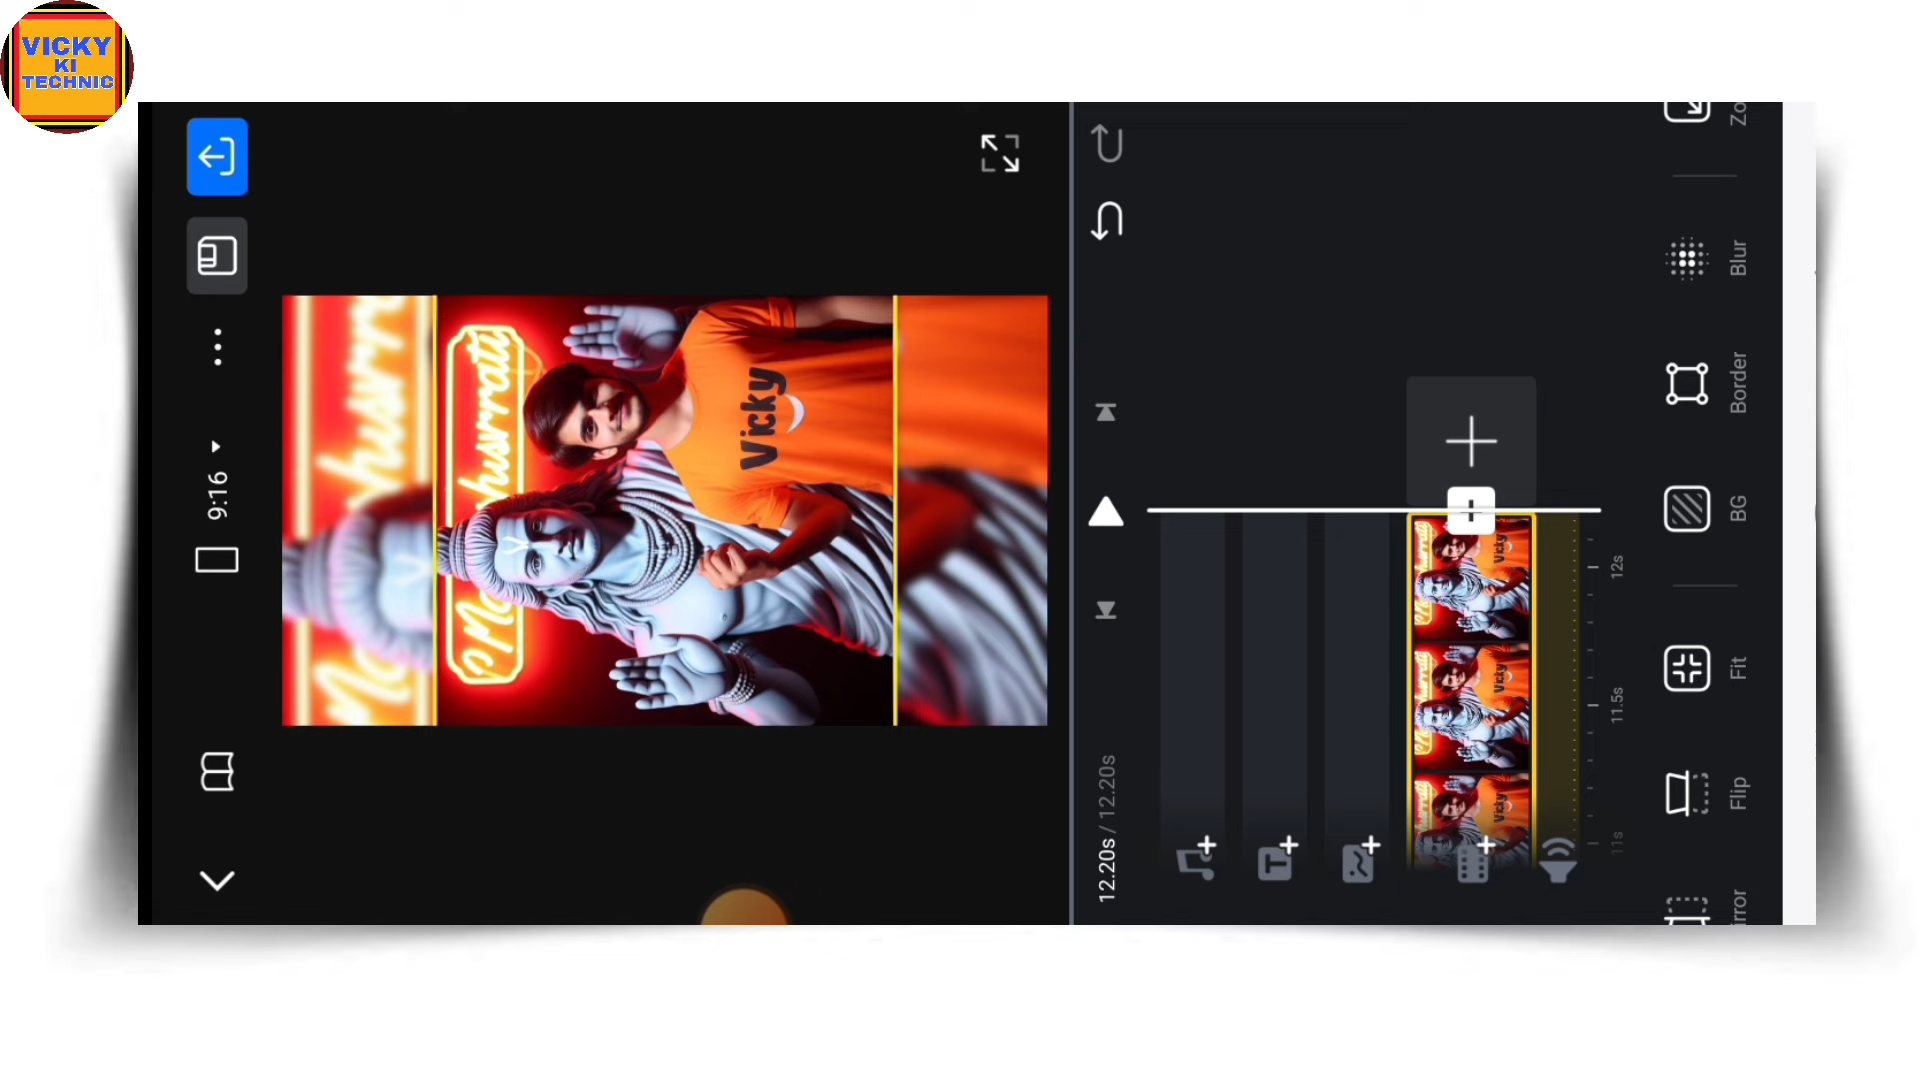 VICKY
KI
TECHNIC
9:16
Vicky
12.20s / 12.20s
11s
11.5s
12s
Flip
Fit
BG
Border
Blur